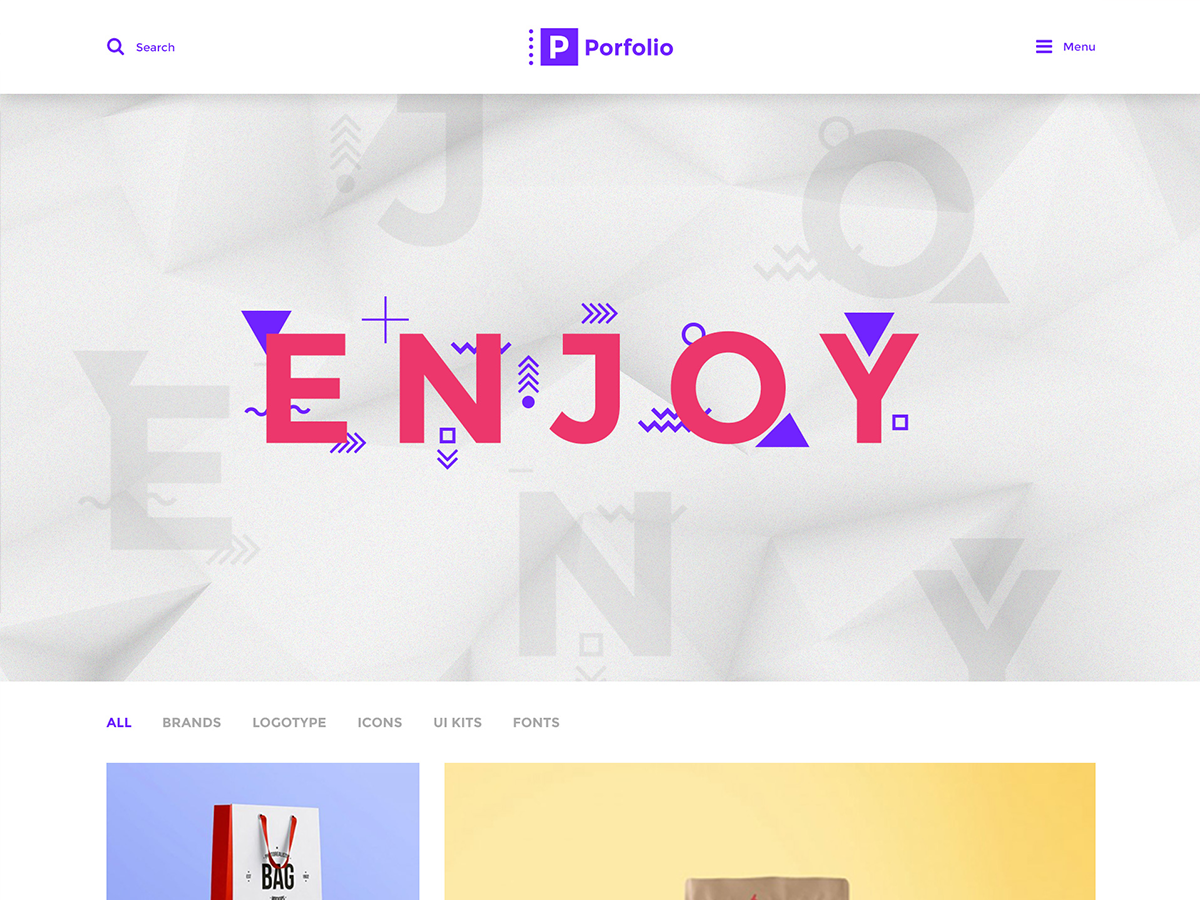 Search
P Porfolio
Menu
J O
ENJOY
E
N
Y
ALL BRANDS LOGOTYPE ICONS UI KITS FONTS
BAG